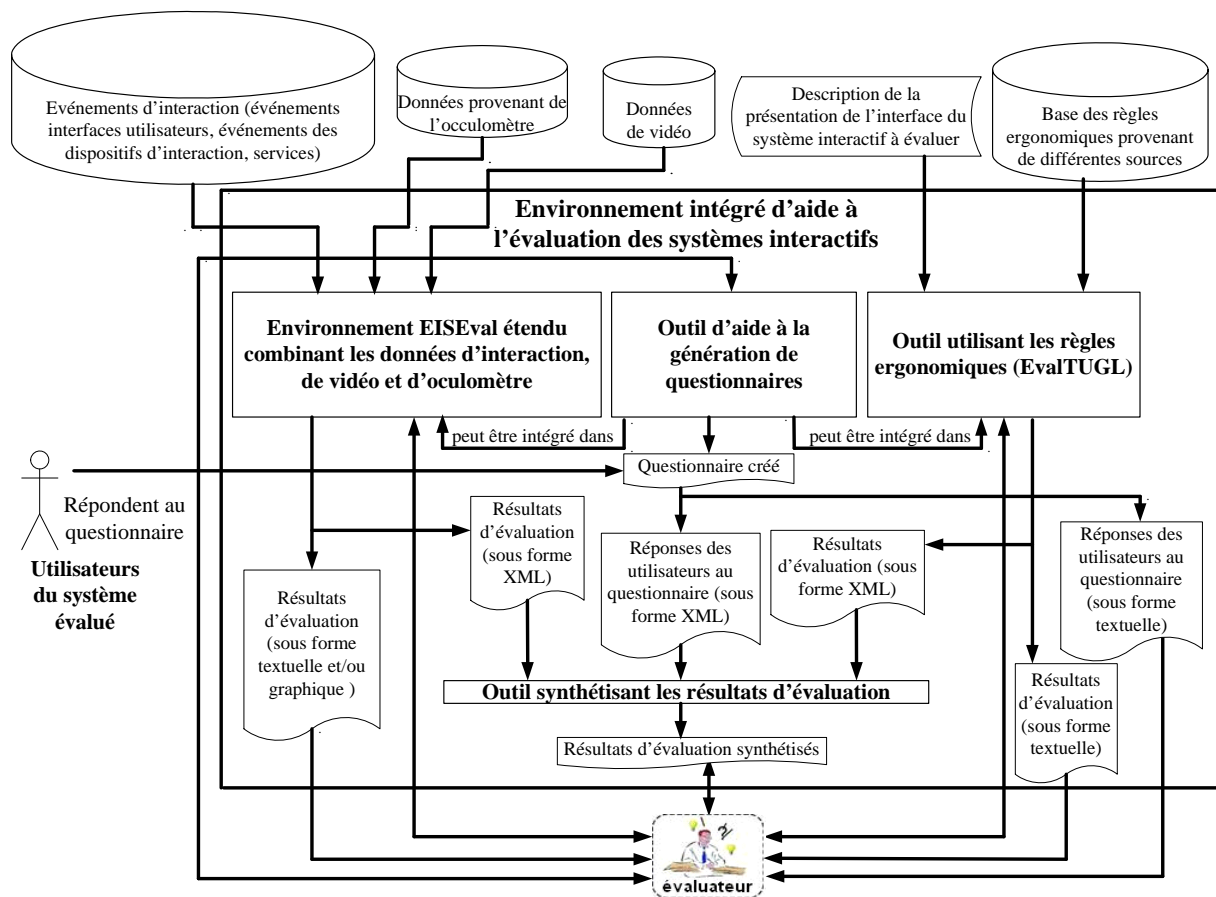 Evénements d'interaction (événements
interfaces utilisateurs, événements des
dispositifs d'interaction, services)
Données provenant de
l'occulomètre
Données
de vidéo
Description de la
présentation de l'interface du
système interactif à évaluer
Base des règles
ergonomiques provenant
de différentes sources
Environnement intégré d'aide à
l'évaluation des systèmes interactifs
Environnement EISEval étendu
combinant les données d'interaction,
de vidéo et d'oculomètre
Outil d'aide à la
génération de
questionnaires
Outil utilisant les règles
ergonomiques (EvalTUGL)
peut être intégré dans
peut être intégré dans
Questionnaire créé
Répondent au
questionnaire
Utilisateurs
du système
évalué
Résultats
d'évaluation
(sous forme
XML)
Réponses des
utilisateurs au
questionnaire (sous
forme XML)
Résultats
d'évaluation (sous
forme XML)
Réponses des
utilisateurs au
questionnaire
(sous forme
textuelle)
Résultats
d'évaluation
(sous forme
textuelle et/ou
graphique )
Résultats
d'évaluation
(sous forme
textuelle)
Outil synthétisant les résultats d'évaluation
Résultats d'évaluation synthétisés
évaluateur